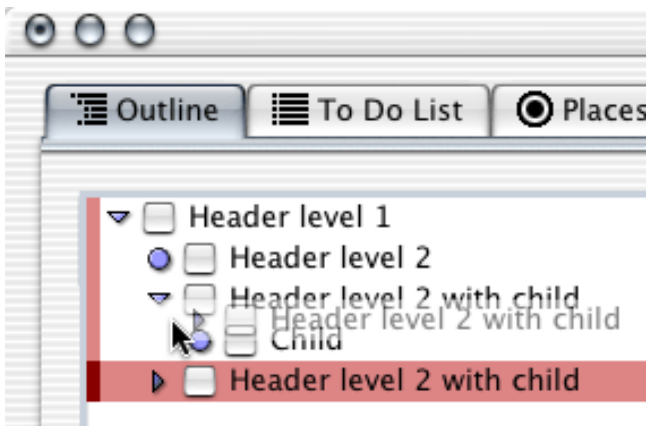 Outline To Do List Places
Header level 1
Header level 2
Header level 2 with child
Header level 2 with child
Child
Header level 2 with child